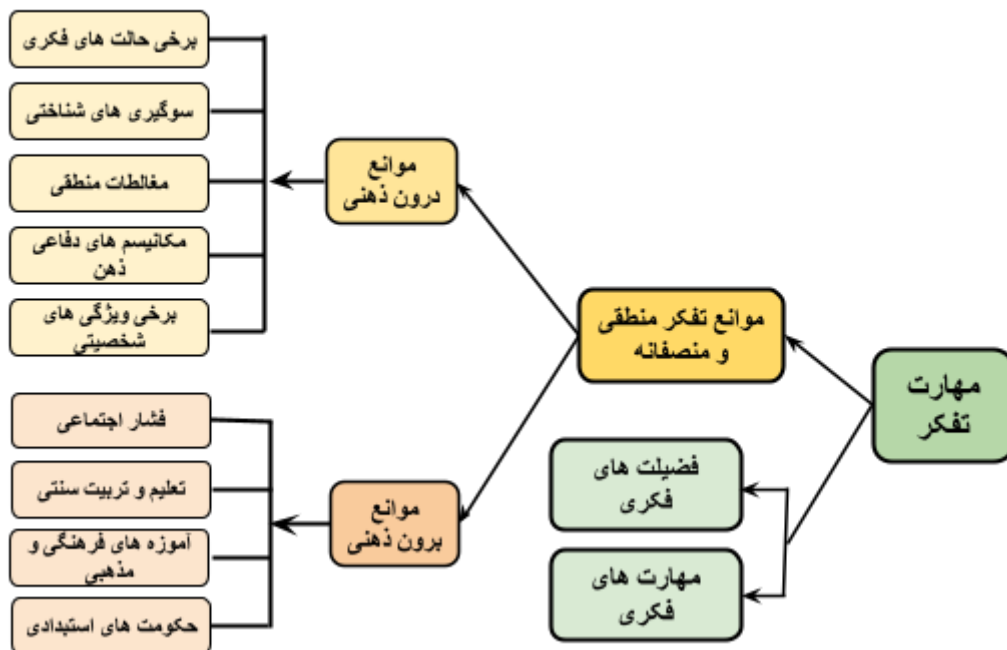 مهارت
تفکر
موانع تفکر منطقی
و منصفانه
فضیلت های
فکری
مهارت های
فکری
موانع
درون ذهنی
برخی حالت های فکری
سوگیری های شناختی
مغالطات منطقی
مکانیسم های دفاعی
ذهن
برخی ویژگی های
شخصیتی
موانع
برون ذهنی
فشار اجتماعی
تعلیم و تربیت سنتی
آموزه های فرهنگی و
مذهبی
حکومت های استبدادی